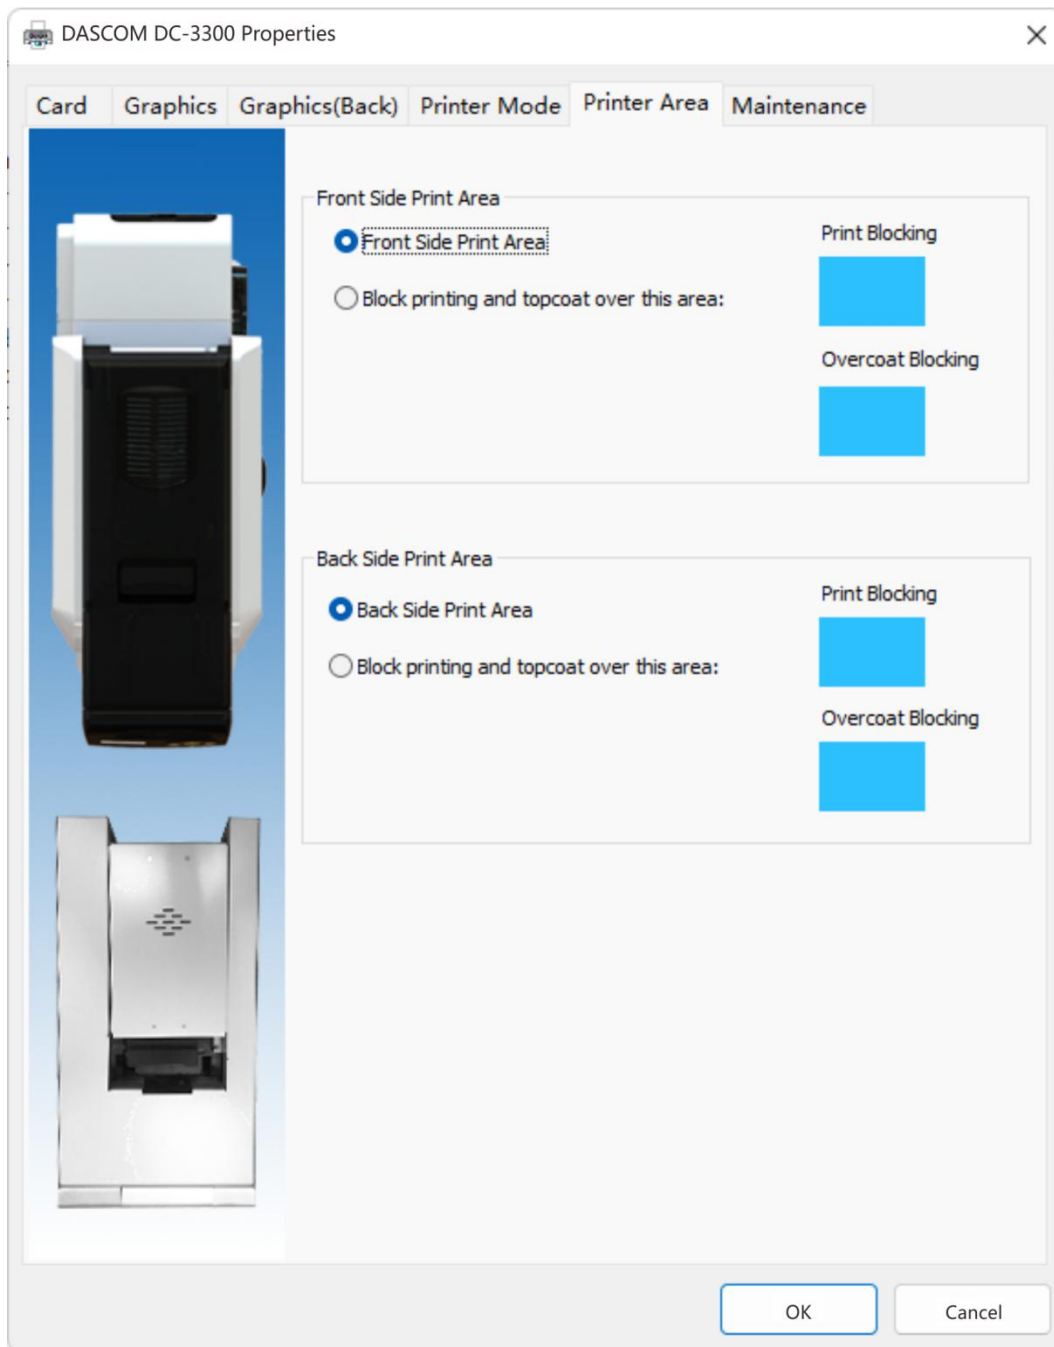 DASCOM DC-3300 Properties
Card Graphics Graphics(Back) Printer Mode Printer Area Maintenance
Front Side Print Area
Front Side Print Area
Print Blocking
Block printing and topcoat over this area:
Overcoat Blocking
Back Side Print Area
Back Side Print Area
Print Blocking
Block printing and topcoat over this area:
Overcoat Blocking
OK Cancel